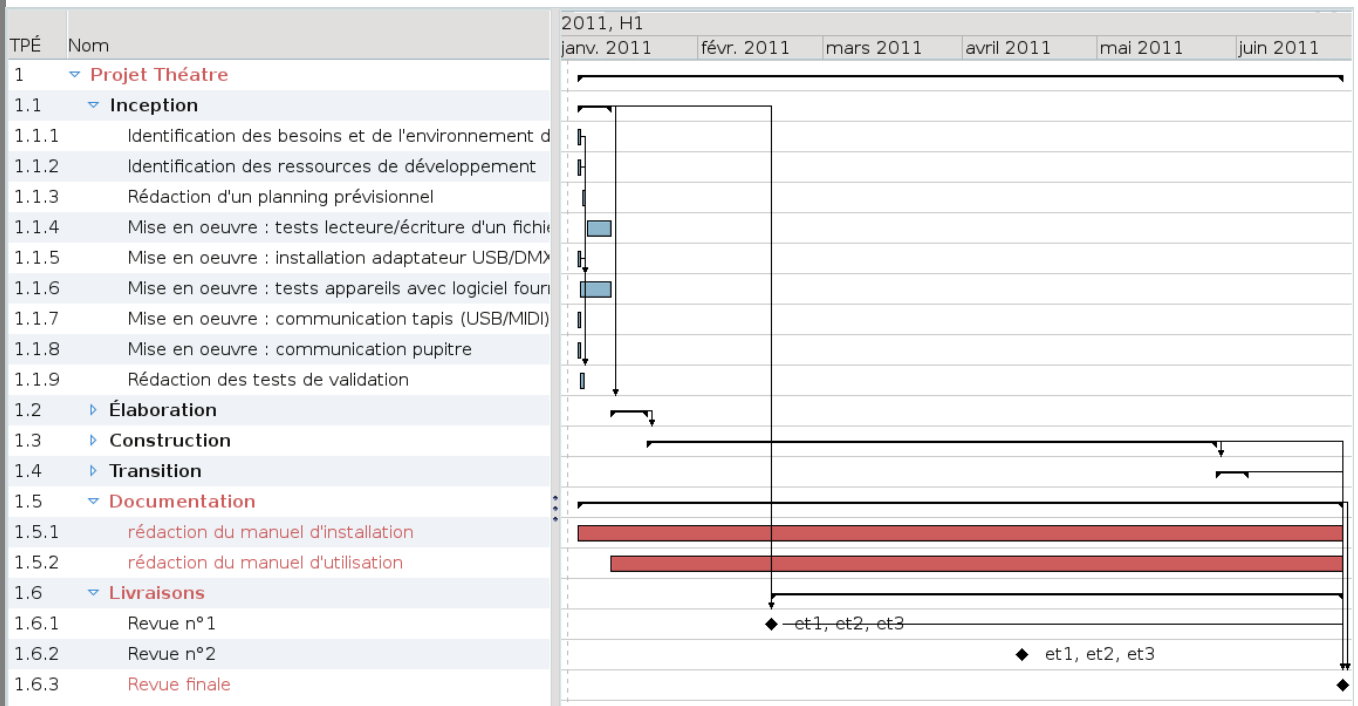 2011, H1
TPÉ Nom janv. 2011 févr. 2011 mars 2011 avril 2011 mai 2011 juin 2011
1 Projet Théatre
1.1 Inception
1.1.1 Identification des besoins et de l'environnement d
1.1.2 Identification des ressources de développement
1.1.3 Rédaction d'un planning prévisionnel
1.1.4 Mise en oeuvre : tests lecteure/écriture d'un fichie
1.1.5 Mise en oeuvre : installation adaptateur USB/DMX
1.1.6 Mise en oeuvre : tests appareils avec logiciel fourn
1.1.7 Mise en oeuvre : communication tapis (USB/MIDI)
1.1.8 Mise en oeuvre : communication pupitre
1.1.9 Rédaction des tests de validation
1.2 Élaboration
1.3 Construction
1.4 Transition
1.5 Documentation
1.5.1 rédaction du manuel d'installation
1.5.2 rédaction du manuel d'utilisation
1.6 Livraisons
1.6.1 Revue n°1 et1, et2, et3
1.6.2 Revue n°2 et1, et2, et3
1.6.3 Revue finale